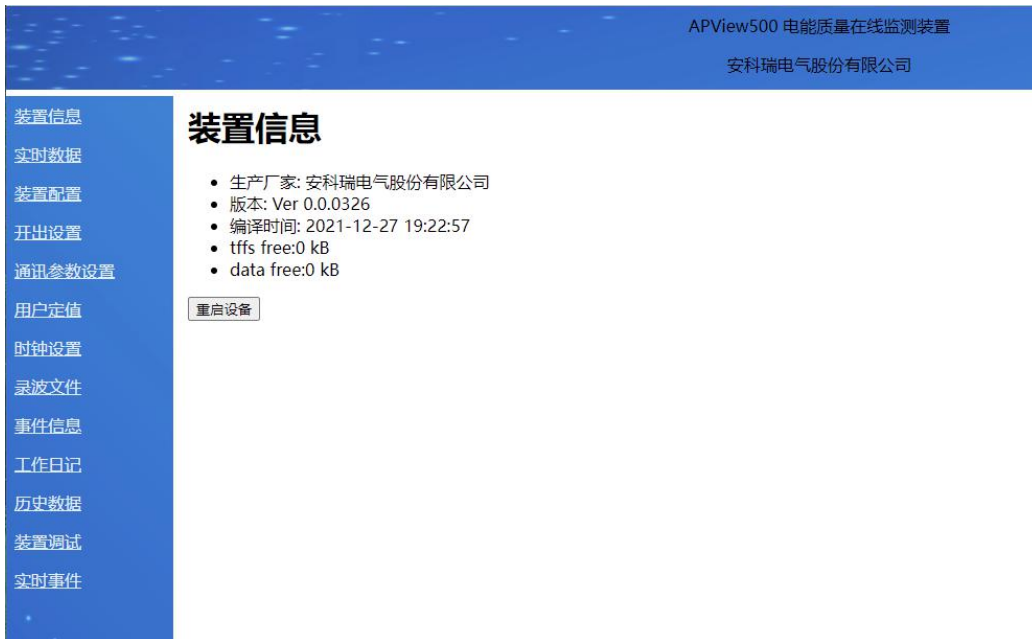 APView500 电能质量在线监测装置
安科瑞电气股份有限公司
装置信息
实时数据
装置配置
开出设置
通讯参数设置
用户定值
时钟设置
录波文件
事件信息
工作日记
历史数据
装置调试
实时事件
装置信息
生产厂家: 安科瑞电气股份有限公司
版本: Ver 0.0.0326
编译时间: 2021-12-27 19:22:57
tffs free:0 kB
data free:0 kB
重启设备